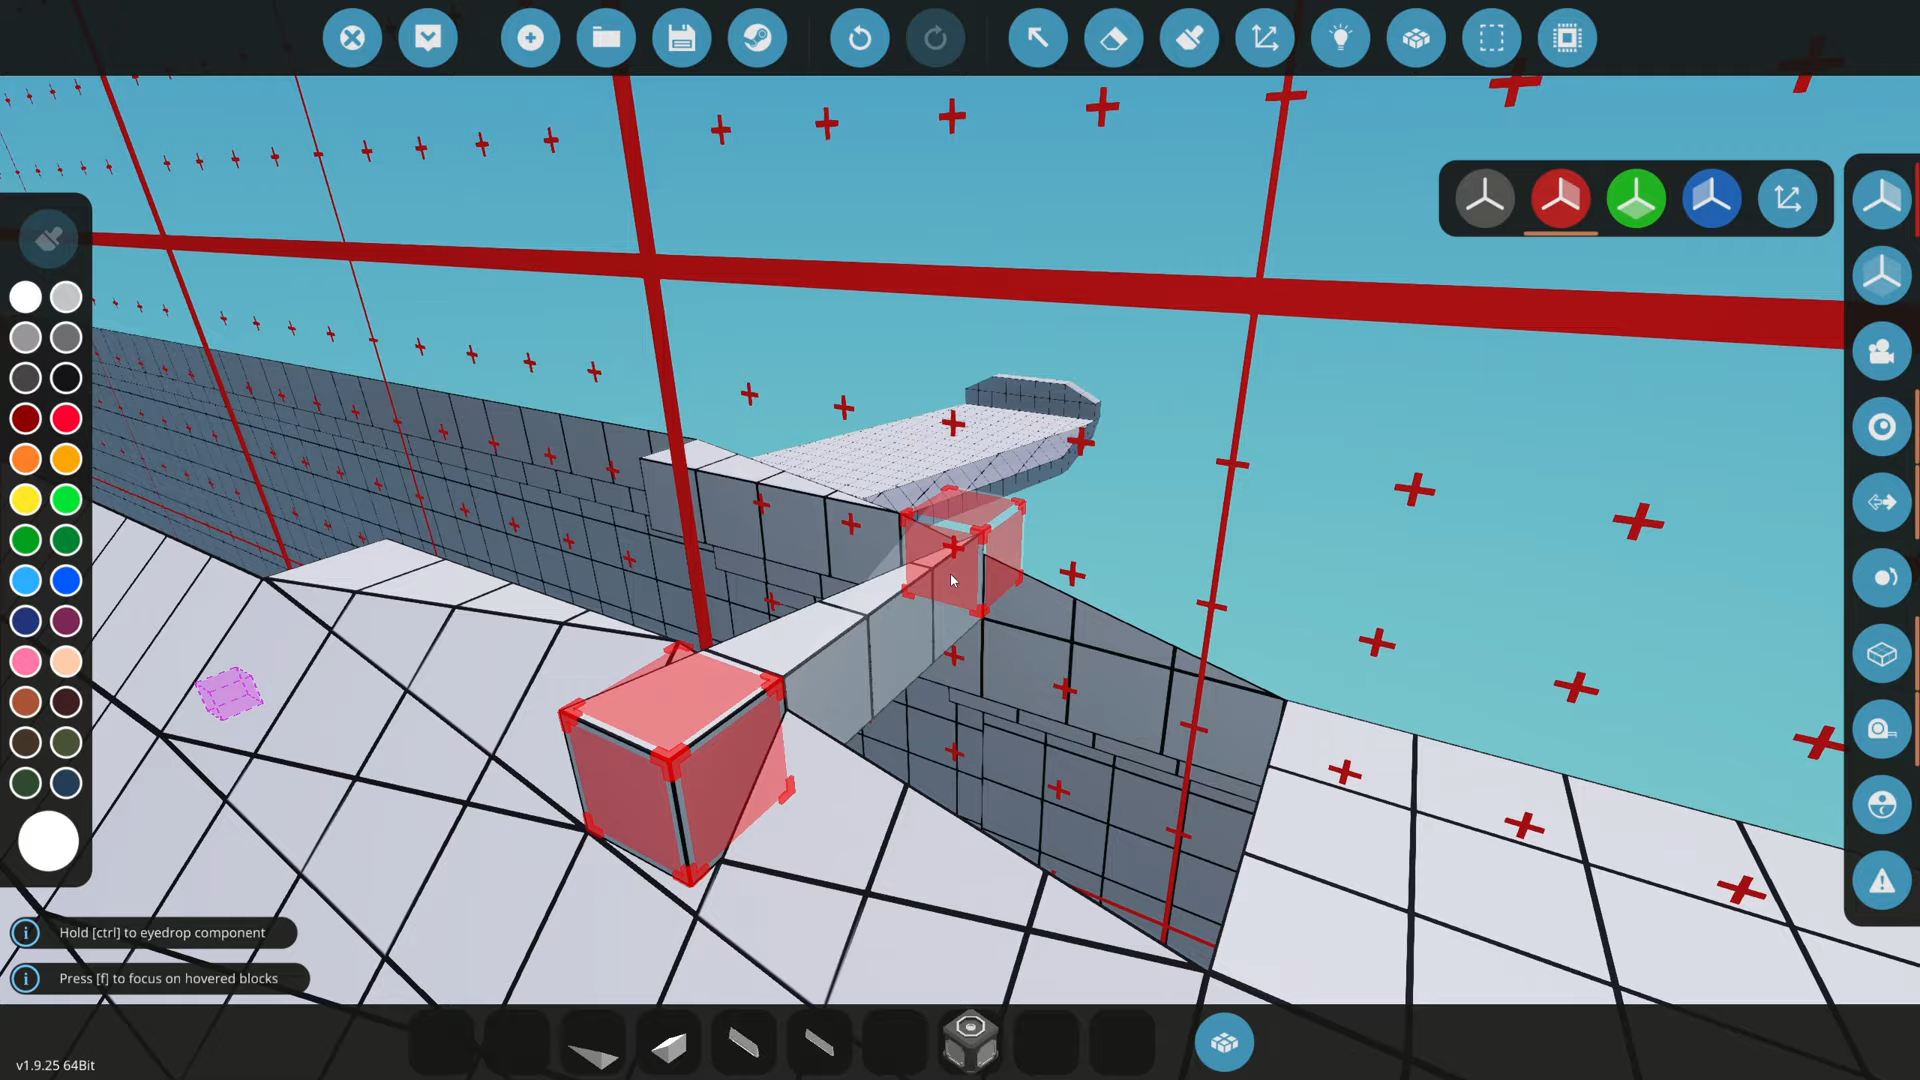 Hold [ctrl] to eyedrop component
Press [f] to focus on hovered blocks
v1.9.25 64Bit